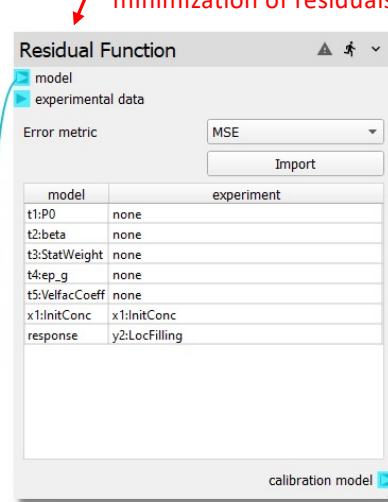 minimization of residuals
Residual Function
model
experimental data
Error metric MSE
Import
model experiment
t1:P0 none
t2:beta none
t3:StatWeight none
t4:ep_g none
t5:VelfacCoeff none
x1:InitConc x1:InitConc
response y2:LocFilling
calibration model